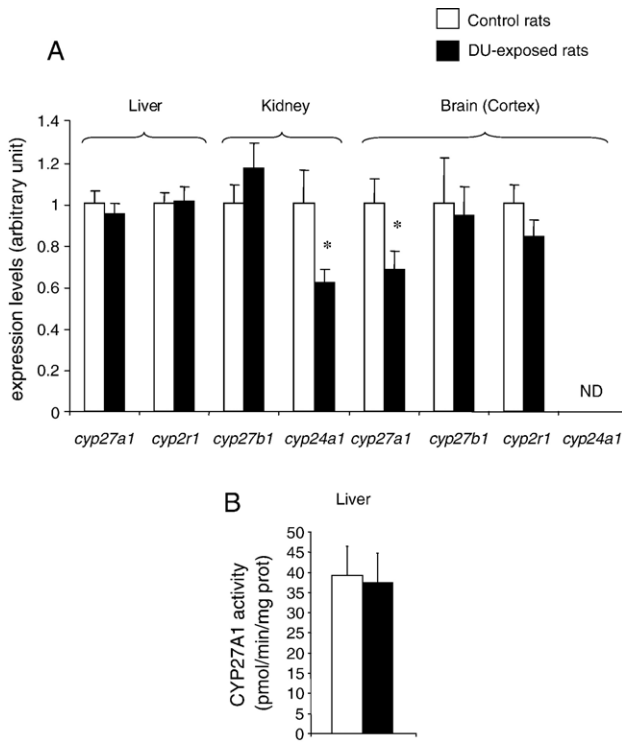 Control rats
DU-exposed rats
A
Liver
Kidney
Brain (Cortex)
expression levels (arbitrary unit)
1.4
1.2
1
0.8
0.6
0.4
0.2
0
*
*
ND
cyp27a1
cyp2r1
cyp27b1
cyp24a1
cyp27a1
cyp27b1
cyp2r1
cyp24a1
B
Liver
CYP27A1 activity
(pmol/min/mg prot)
50
45
40
35
30
25
20
15
10
5
0